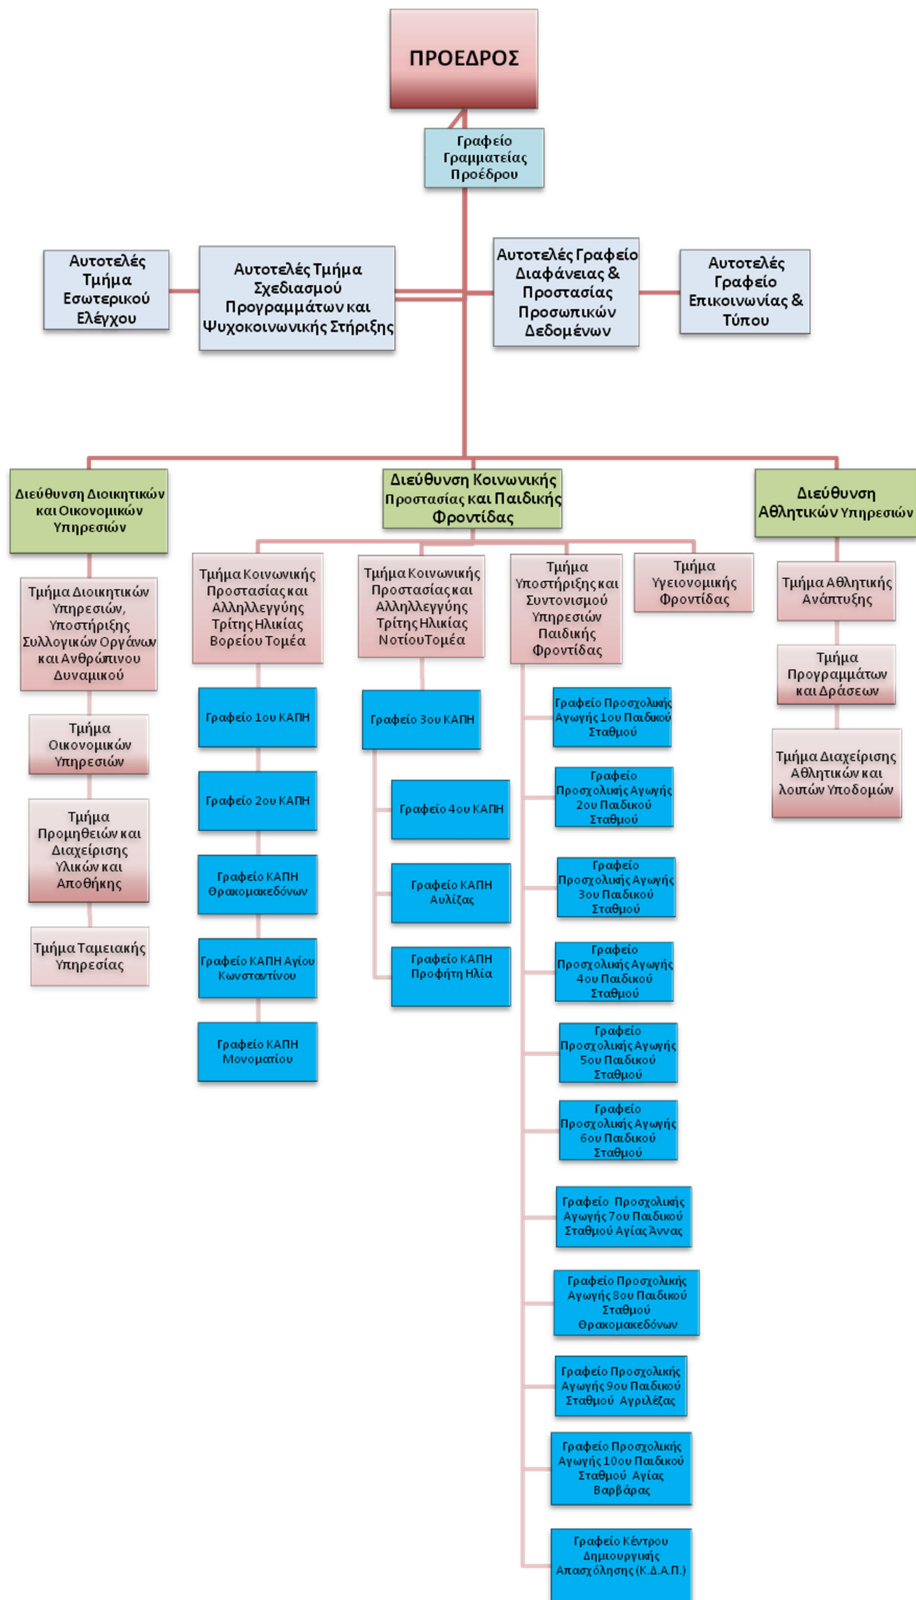 ΠΡΟΕΔΡΟΣ
Γραφείο
Γραμματείας
Προέδρου
Αυτοτελές
Τμήμα
Εσωτερικού
Ελέγχου
Αυτοτελές Τμήμα
Σχεδιασμού
Προγραμμάτων και
Ψυχοκοινωνικής Στήριξης
Αυτοτελές Γραφείο
Διαφάνειας &
Προστασίας
Προσωπικών
Δεδομένων
Αυτοτελές
Γραφείο
Επικοινωνίας &
Τύπου
Διεύθυνση Διοικητικών
και Οικονομικών
Υπηρεσιών
Τμήμα Διοικητικών
Υπηρεσιών,
Υποστήριξης
Συλλογικών Οργάνων
και Ανθρώπινου
Δυναμικού
Τμήμα
Οικονομικών
Υπηρεσιών
Τμήμα
Προμηθειών και
Διαχείρισης
Υλικών και
Αποθήκης
Τμήμα Ταμειακής
Υπηρεσίας
Διεύθυνση Κοινωνικής
Προστασίας και Παιδικής
Φροντίδας
Τμήμα Κοινωνικής
Προστασίας και
Αλληλλεγγύης
Τρίτης Ηλικίας
Βορείου Τομέα
Γραφείο 1ου ΚΑΠΗ
Γραφείο 2ου ΚΑΠΗ
Γραφείο ΚΑΠΗ
Θρακομακεδόνων
Γραφείο ΚΑΠΗ Αγίου
Κωνσταντίνου
Γραφείο ΚΑΠΗ
Μονοματίου
Τμήμα Κοινωνικής
Προστασίας και
Αλληλλεγγύης
Τρίτης Ηλικίας
ΝοτίουΤομέα
Γραφείο 3ου ΚΑΠΗ
Γραφείο 4ου ΚΑΠΗ
Γραφείο ΚΑΠΗ
Αυλίζας
Γραφείο ΚΑΠΗ
Προφήτη Ηλία
Τμήμα
Υποστήριξης και
Συντονισμού
Υπηρεσιών
Παιδικής
Φροντίδας
Γραφείο Προσχολικής
Αγωγής 1ου Παιδικού
Σταθμού
Γραφείο
Προσχολικής Αγωγής
2ου Παιδικού
Σταθμού
Γραφείο
Προσχολικής Αγωγής
3ου Παιδικού
Σταθμού
Γραφείο
Προσχολικής Αγωγής
4ου Παιδικού
Σταθμού
Γραφείο
Προσχολικής Αγωγής
5ου Παιδικού
Σταθμού
Γραφείο
Προσχολικής Αγωγής
6ου Παιδικού
Σταθμού
Γραφείο Προσχολικής
Αγωγής 7ου Παιδικού
Σταθμού Αγίας Άννας
Γραφείο Προσχολικής
Αγωγής 8ου Παιδικού
Σταθμού
Θρακομακεδόνων
Γραφείο Προσχολικής
Αγωγής 9ου Παιδικού
Σταθμού Αγριλέζας
Γραφείο Προσχολικής
Αγωγής 10ου Παιδικού
Σταθμού Αγίας
Βαρβάρας
Γραφείο Κέντρου
Δημιουργικής
Απασχόλησης (Κ.Δ.Α.Π.)
Τμήμα
Υγειονομικής
Φροντίδας
Διεύθυνση
Αθλητικών Υπηρεσιών
Τμήμα Αθλητικής
Ανάπτυξης
Τμήμα
Προγραμμάτων
και Δράσεων
Τμήμα Διαχείρισης
Αθλητικών και
λοιπών Υποδομών